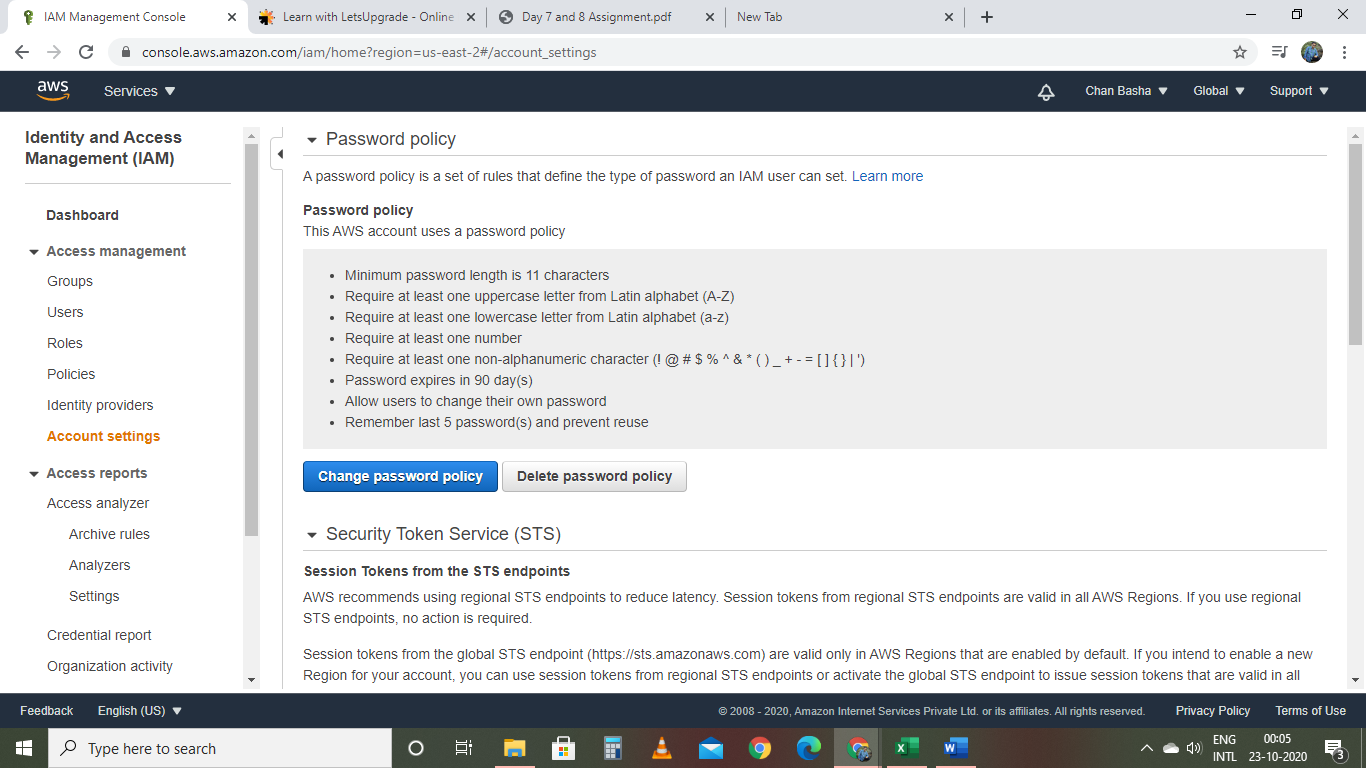 IAM Management Console
Learn with LetsUpgrade - Online
Day 7 and 8 Assignment.pdf
New Tab
console.aws.amazon.com/iam/home?region=us-east-2#/account_settings
aws
Services
Chan Basha
Global
Support
Identity and Access
Management (IAM)
Dashboard
Access management
Groups
Users
Roles
Policies
Identity providers
Account settings
Access reports
Access analyzer
Archive rules
Analyzers
Settings
Credential report
Organization activity
Password policy
A password policy is a set of rules that define the type of password an IAM user can set. Learn more
Password policy
This AWS account uses a password policy
• Minimum password length is 11 characters
• Require at least one uppercase letter from Latin alphabet (A-Z)
• Require at least one lowercase letter from Latin alphabet (a-z)
• Require at least one number
• Require at least one non-alphanumeric character (! @ # $ % ^ & * ( ) _ + - = [ ] { } | ')
• Password expires in 90 day(s)
• Allow users to change their own password
• Remember last 5 password(s) and prevent reuse
Change password policy
Delete password policy
Security Token Service (STS)
Session Tokens from the STS endpoints
AWS recommends using regional STS endpoints to reduce latency. Session tokens from regional STS endpoints are valid in all AWS Regions. If you use regional
STS endpoints, no action is required.
Session tokens from the global STS endpoint (https://sts.amazonaws.com) are valid only in AWS Regions that are enabled by default. If you intend to enable a new
Region for your account, you can use session tokens from regional STS endpoints or activate the global STS endpoint to issue session tokens that are valid in all
Feedback
English (US)
© 2008 - 2020, Amazon Internet Services Private Ltd. or its affiliates. All rights reserved.
Privacy Policy
Terms of Use
Type here to search
ENG
INTL
00:05
23-10-2020
3